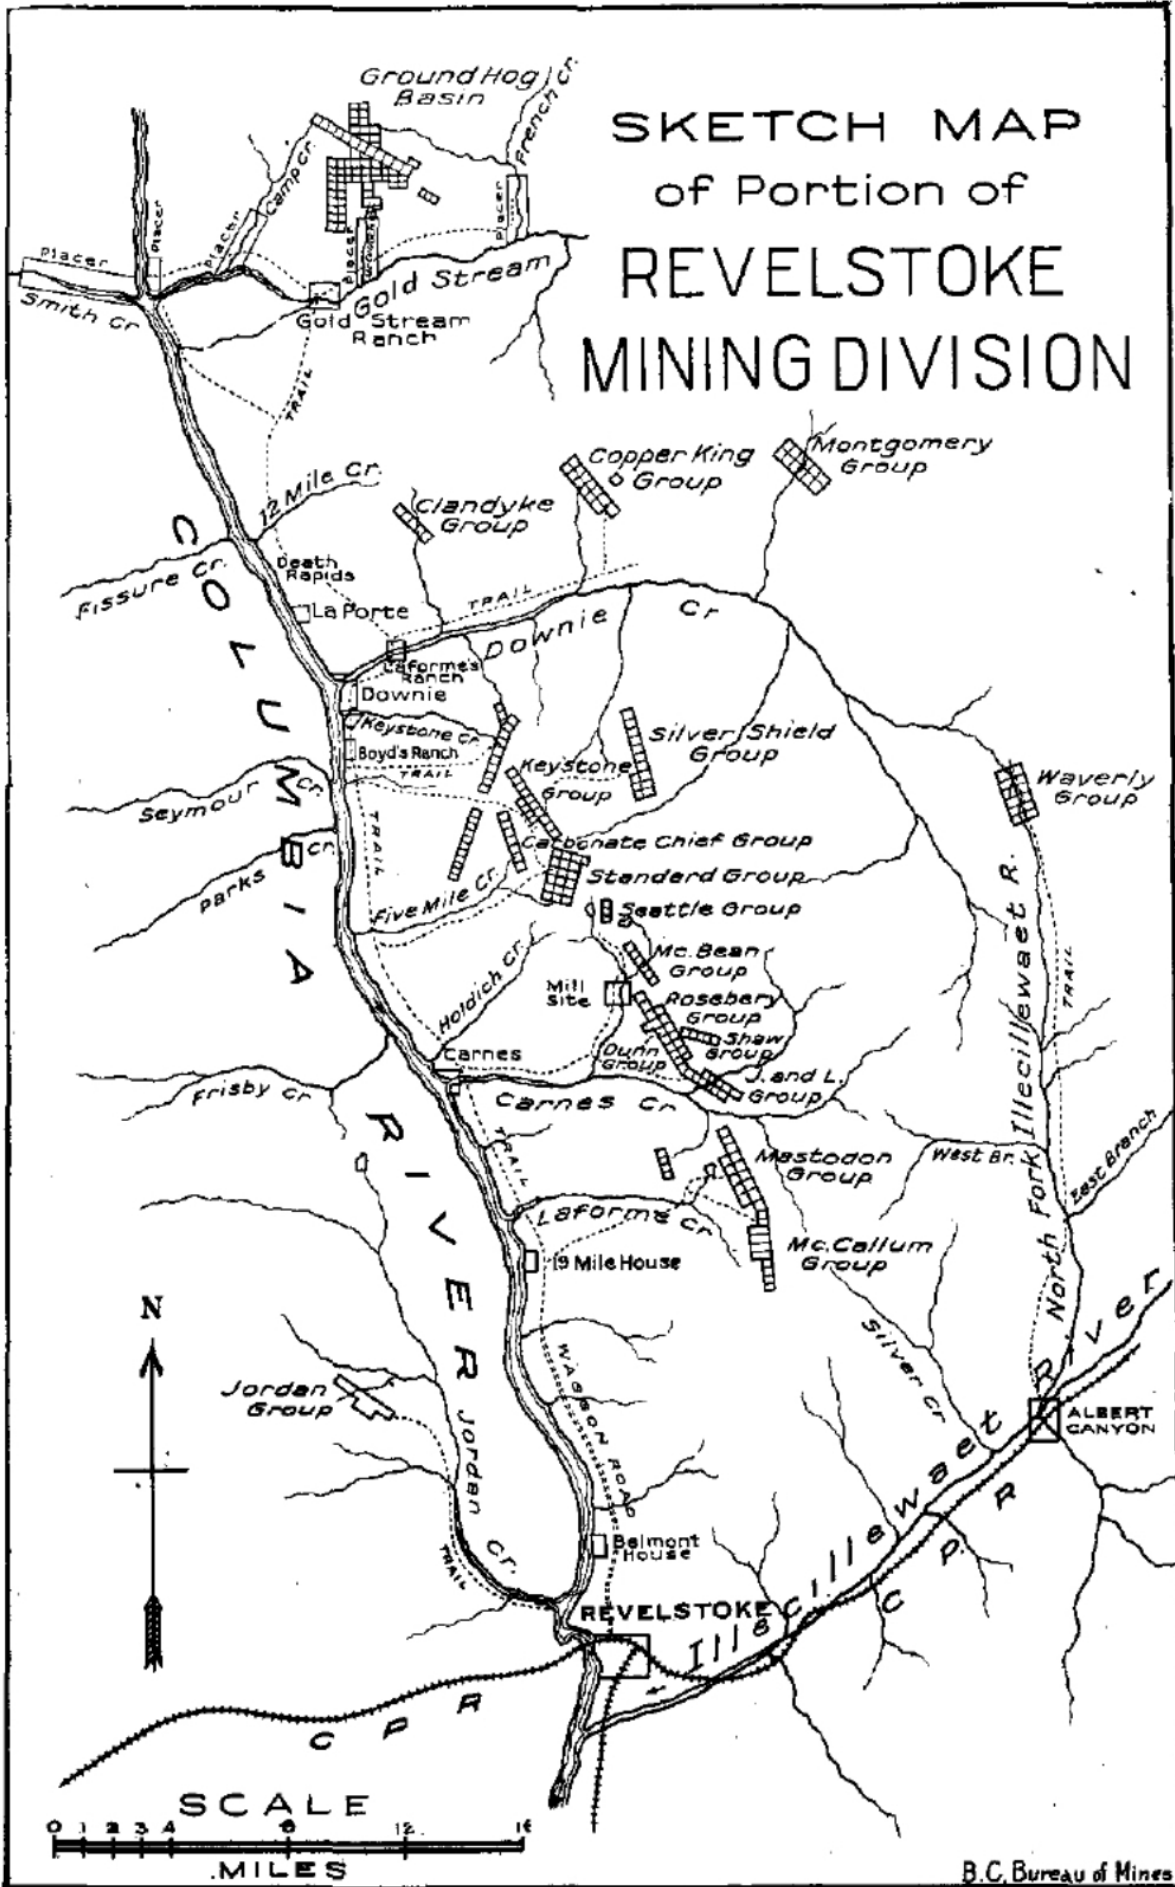 SKETCH MAP
of Portion of
REVELSTOKE
MINING DIVISION
Ground Hog
Basin
French Cr.
Camp Cr.
Placer
Placer
Placer
Placer
Placer
Smith Cr
Gold Stream
Gold Stream
Ranch
TRAIL
12 Mile Cr.
Copper King
Group
Montgomery
Group
Clandyke
Group
Fissure Cr.
Death
Rapids
La Porte
TRAIL
Downie Cr
Laforme's
Ranch
Downie
Keystone Cr.
Boyd's Ranch
TRAIL
Silver Shield
Group
Keystone
Group
Waverly
Group
Seymour Cr.
Parks Cr.
TRAIL
Carbonate Chief Group
Standard Group
Five Mile Cr.
Seattle Group
Mc.Bean
Group
Holdich Cr.
Mill
Site
Rosebery
Group
Shaw
Group
Dunn
Group
J. and L.
Group
Carnes
Carnes Cr
Frisby Cr
COLUMBIA RIVER
TRAIL
North Fork Illecillewaet R.
TRAIL
West Br.
East Branch
Mastodon
Group
Laforme Cr
Mc.Callum
Group
19 Mile House
N
Silver Cr
Jordan
Group
WAGGON ROAD
Jordan Cr.
TRAIL
ALBERT
CANYON
Belmont
House
REVELSTOKE
Illecillewaet River
C. P. R
C P R
SCALE
0 1 2 3 4 8 12 16
.MILES
B.C. Bureau of Mines